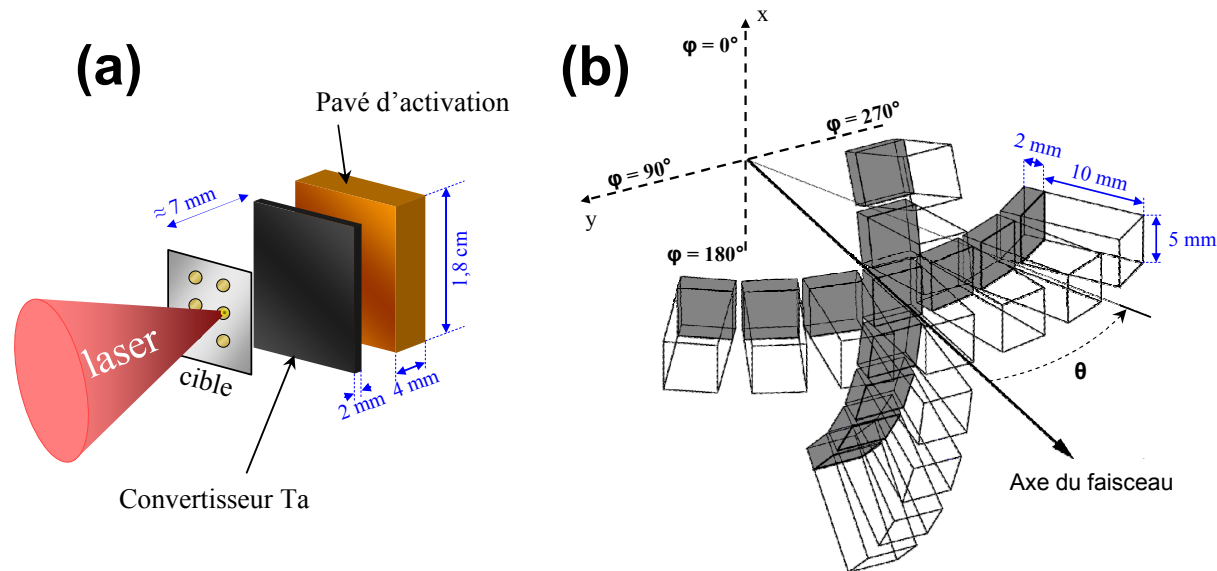 (a)
Pavé d'activation
≈ 7 mm
1,8 cm
laser
cible
2 mm
4 mm
Convertisseur Ta
(b)
x
φ = 0°
φ = 270°
φ = 90°
y
φ = 180°
2 mm
10 mm
5 mm
θ
Axe du faisceau